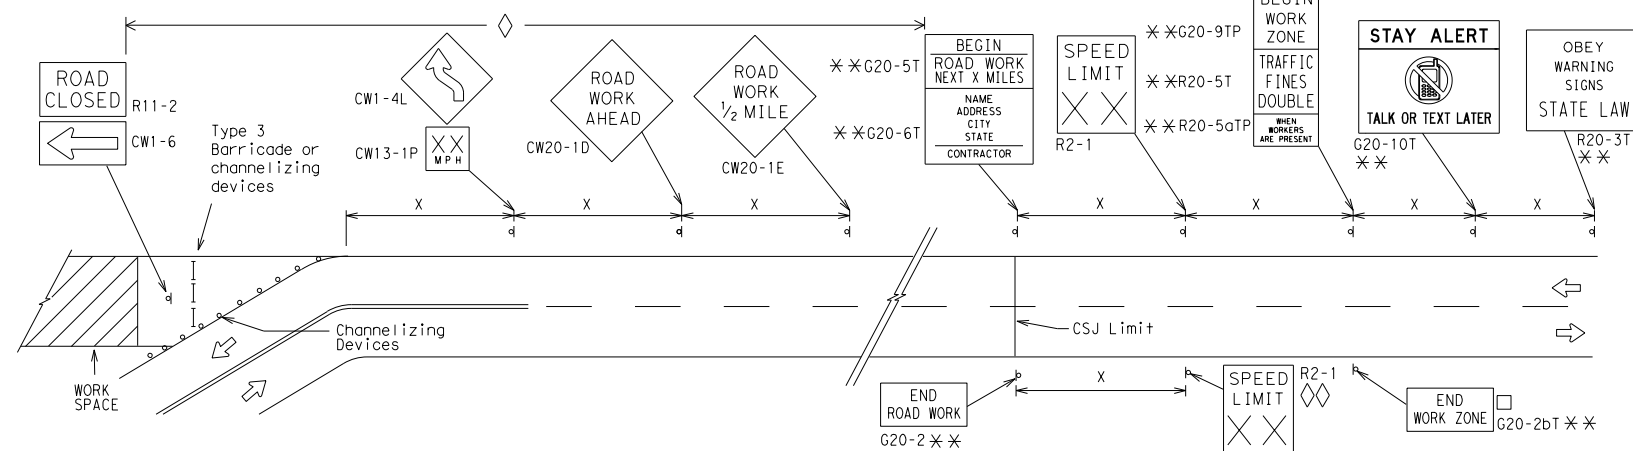 ROAD
CLOSED
R11-2
CW1-6
Type 3
Barricade or
channelizing
devices
CW1-4L
XX
MPH
CW13-1P
ROAD
WORK
AHEAD
CW20-1D
ROAD
WORK
1/2 MILE
CW20-1E
**G20-5T
**G20-6T
BEGIN
ROAD WORK
NEXT X MILES
NAME
ADDRESS
CITY
STATE
CONTRACTOR
SPEED
LIMIT
XX
R2-1
**G20-9TP
**R20-5T
**R20-5aTP
BEGIN
WORK
ZONE
TRAFFIC
FINES
DOUBLE
WHEN
WORKERS
ARE PRESENT
STAY ALERT
TALK OR TEXT LATER
G20-10T
**
OBEY
WARNING
SIGNS
STATE LAW
R20-3T
**
X
X
X
X
X
X
X
Channelizing
Devices
CSJ Limit
WORK
SPACE
END
ROAD WORK
G20-2 **
X
SPEED
LIMIT
XX
R2-1
END
WORK ZONE
G20-2bT **